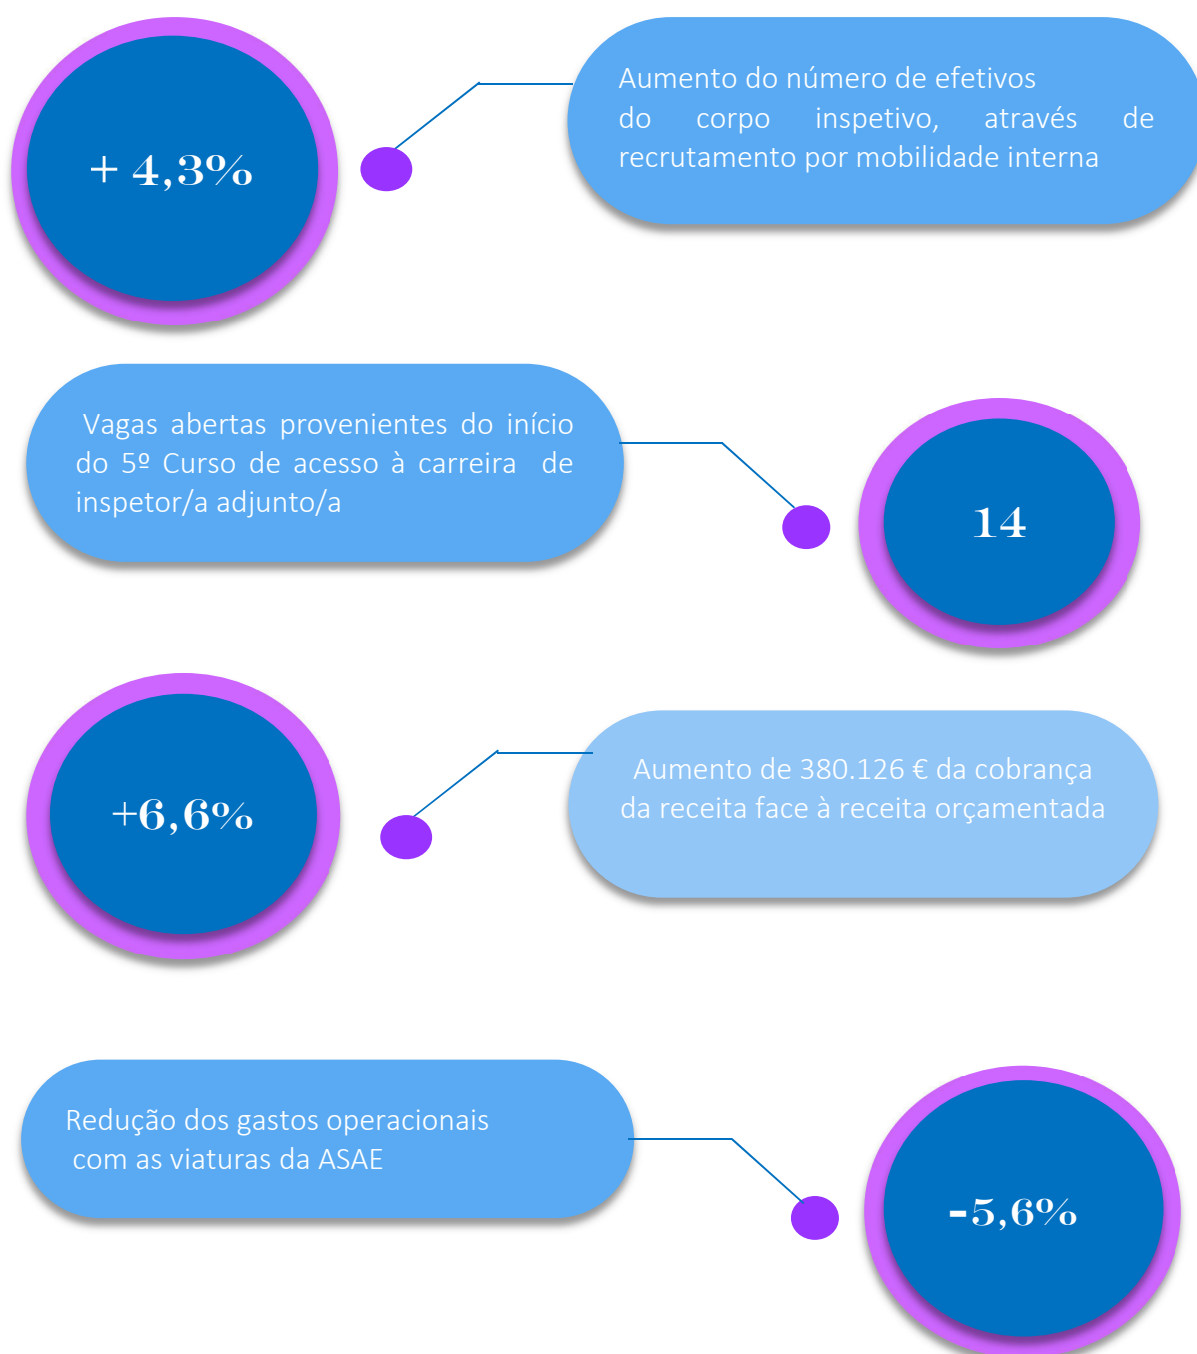 + 4,3%
Aumento do número de efetivos
do corpo inspetivo, através de
recrutamento por mobilidade interna
Vagas abertas provenientes do início
do 5º Curso de acesso à carreira de
inspetor/a adjunto/a
14
+6,6%
Aumento de 380.126 € da cobrança
da receita face à receita orçamentada
Redução dos gastos operacionais
com as viaturas da ASAE
-5,6%